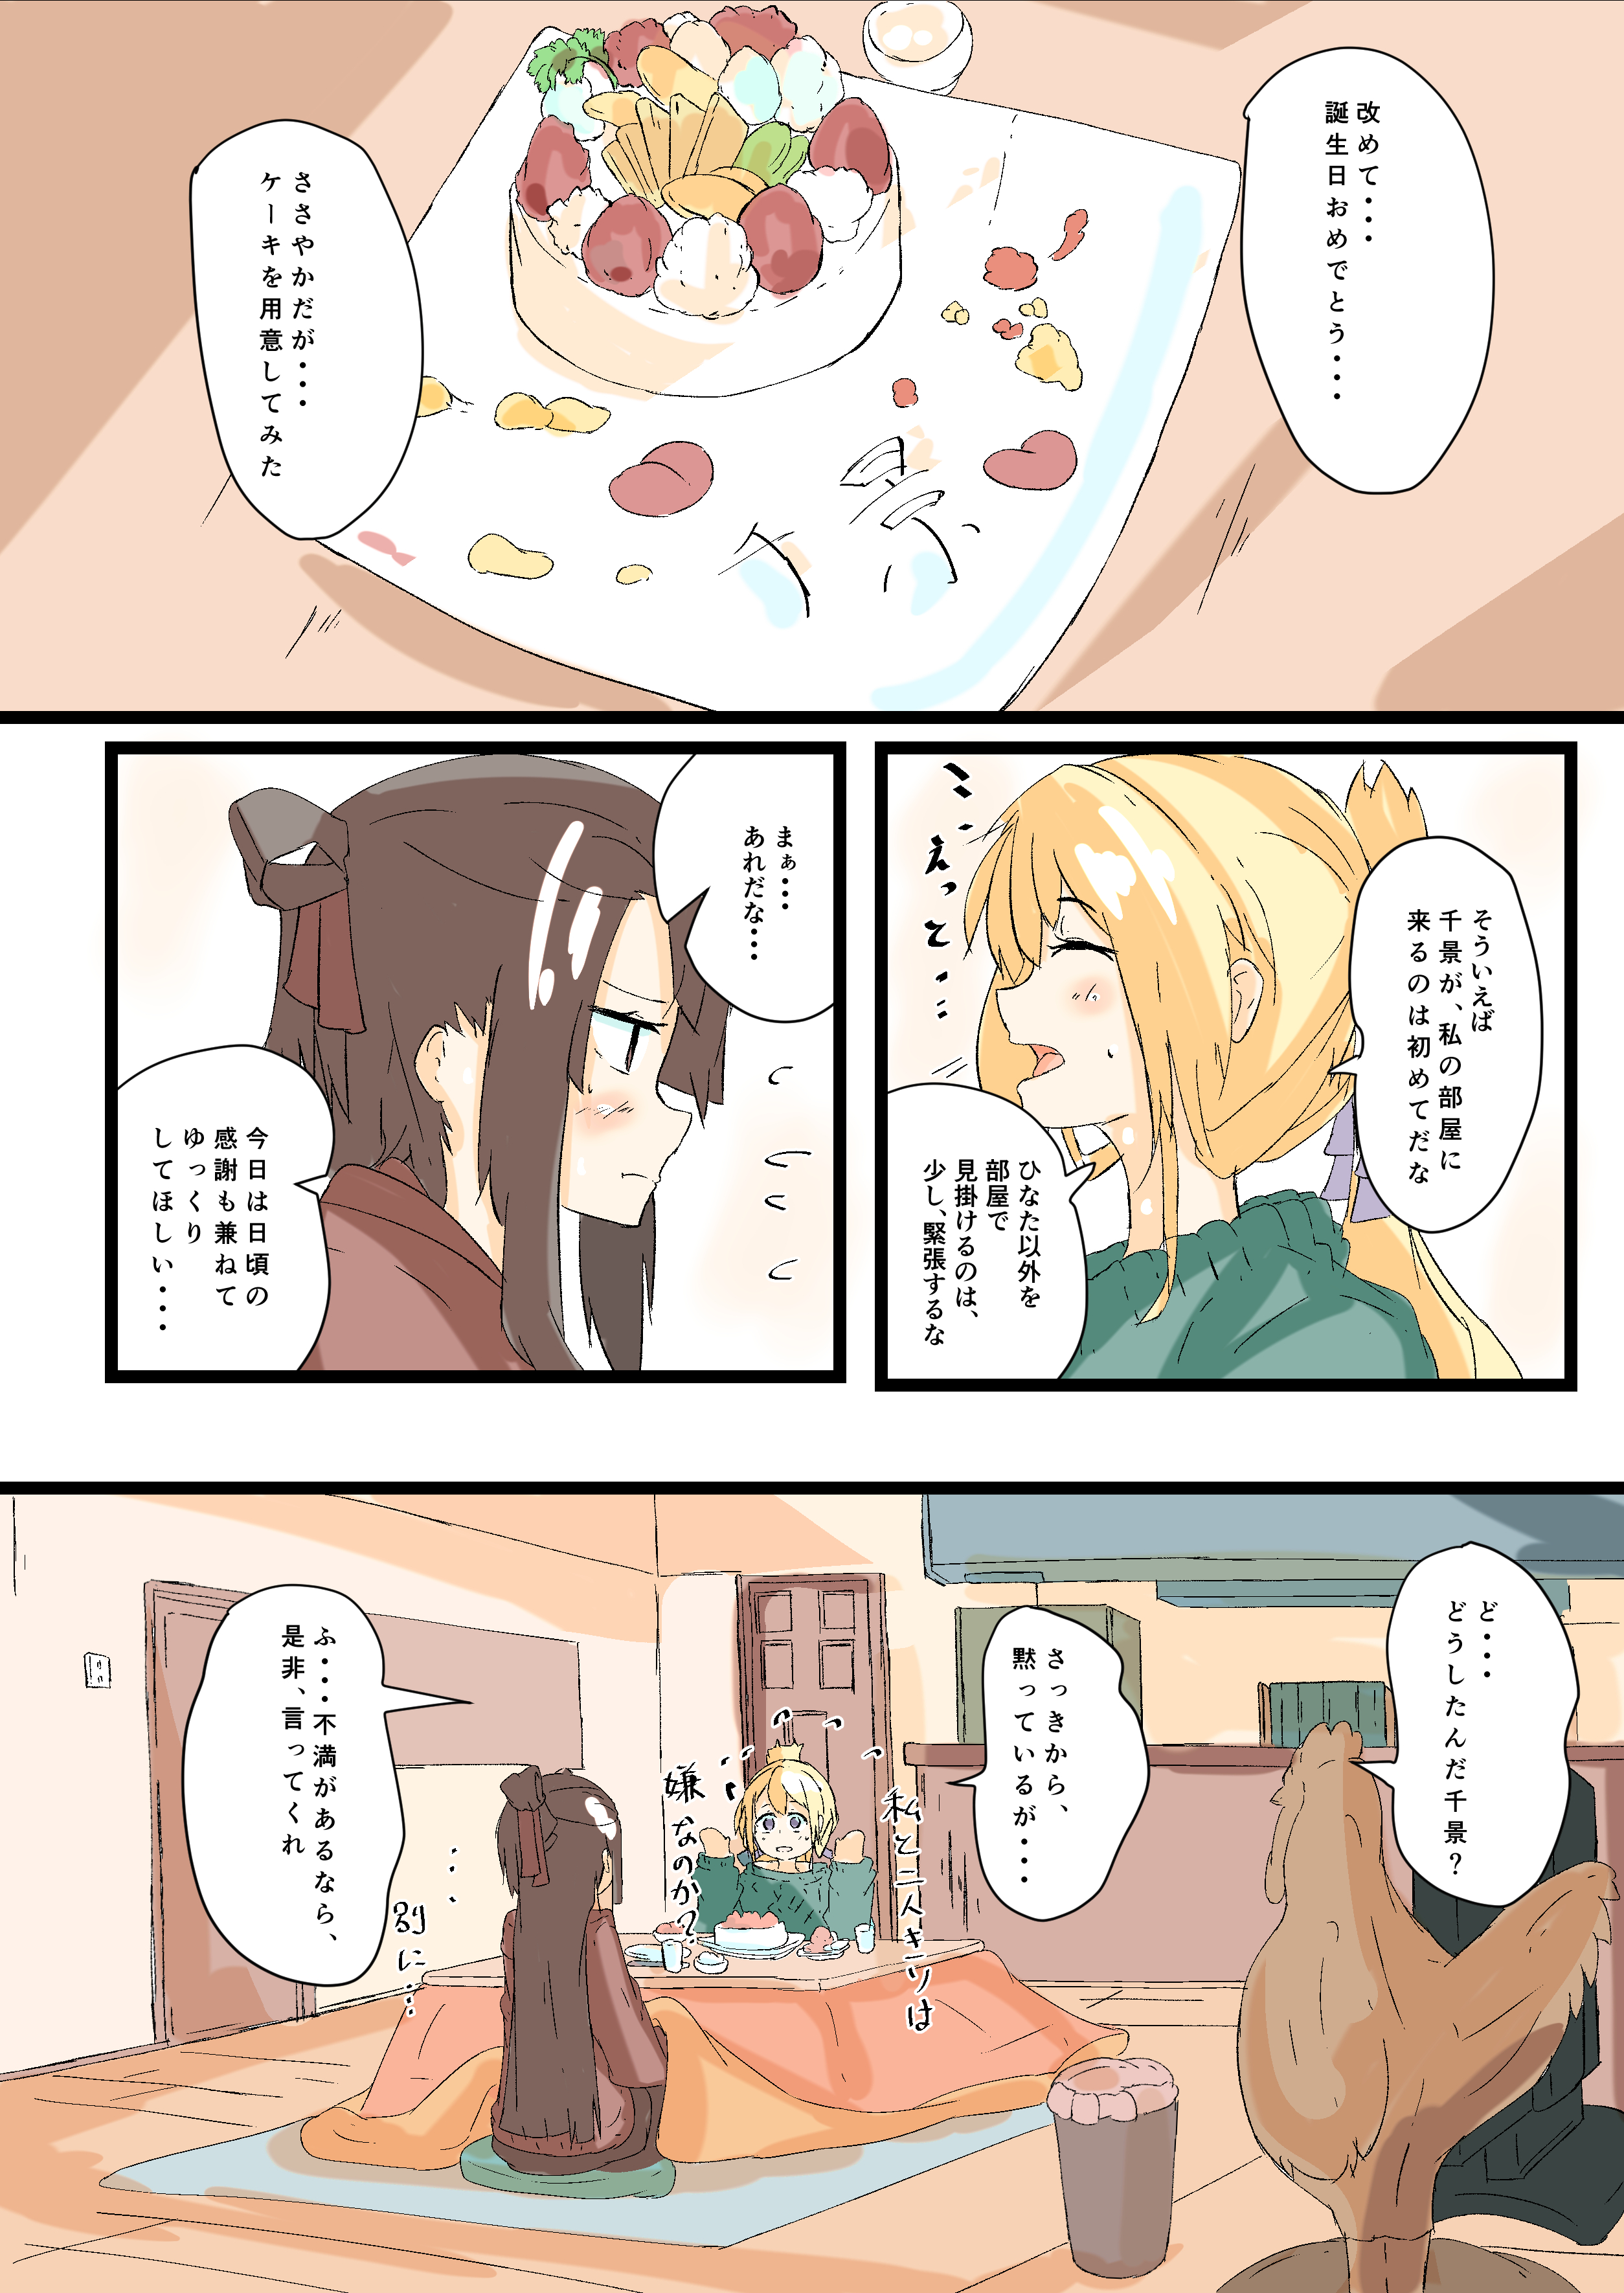 改めて・・・
誕生日おめでとう・・・
ささやかだが・・・
ケーキを用意してみた
千景
そういえば
千景が、私の部屋に
来るのは初めてだな
えっと・・・
ひなた以外を
部屋で
見掛けるのは、
少し、緊張するな
まぁ・・・
あれだな・・・
今日は日頃の
感謝も兼ねて
ゆっくり
してほしい・・・
ど・・・
どうしたんだ千景？
さっきから、
黙っているが・・・
私と二人キリは
嫌なのか？
ふ・・・不満があるなら、
是非、言ってくれ
・・・
別に・・・